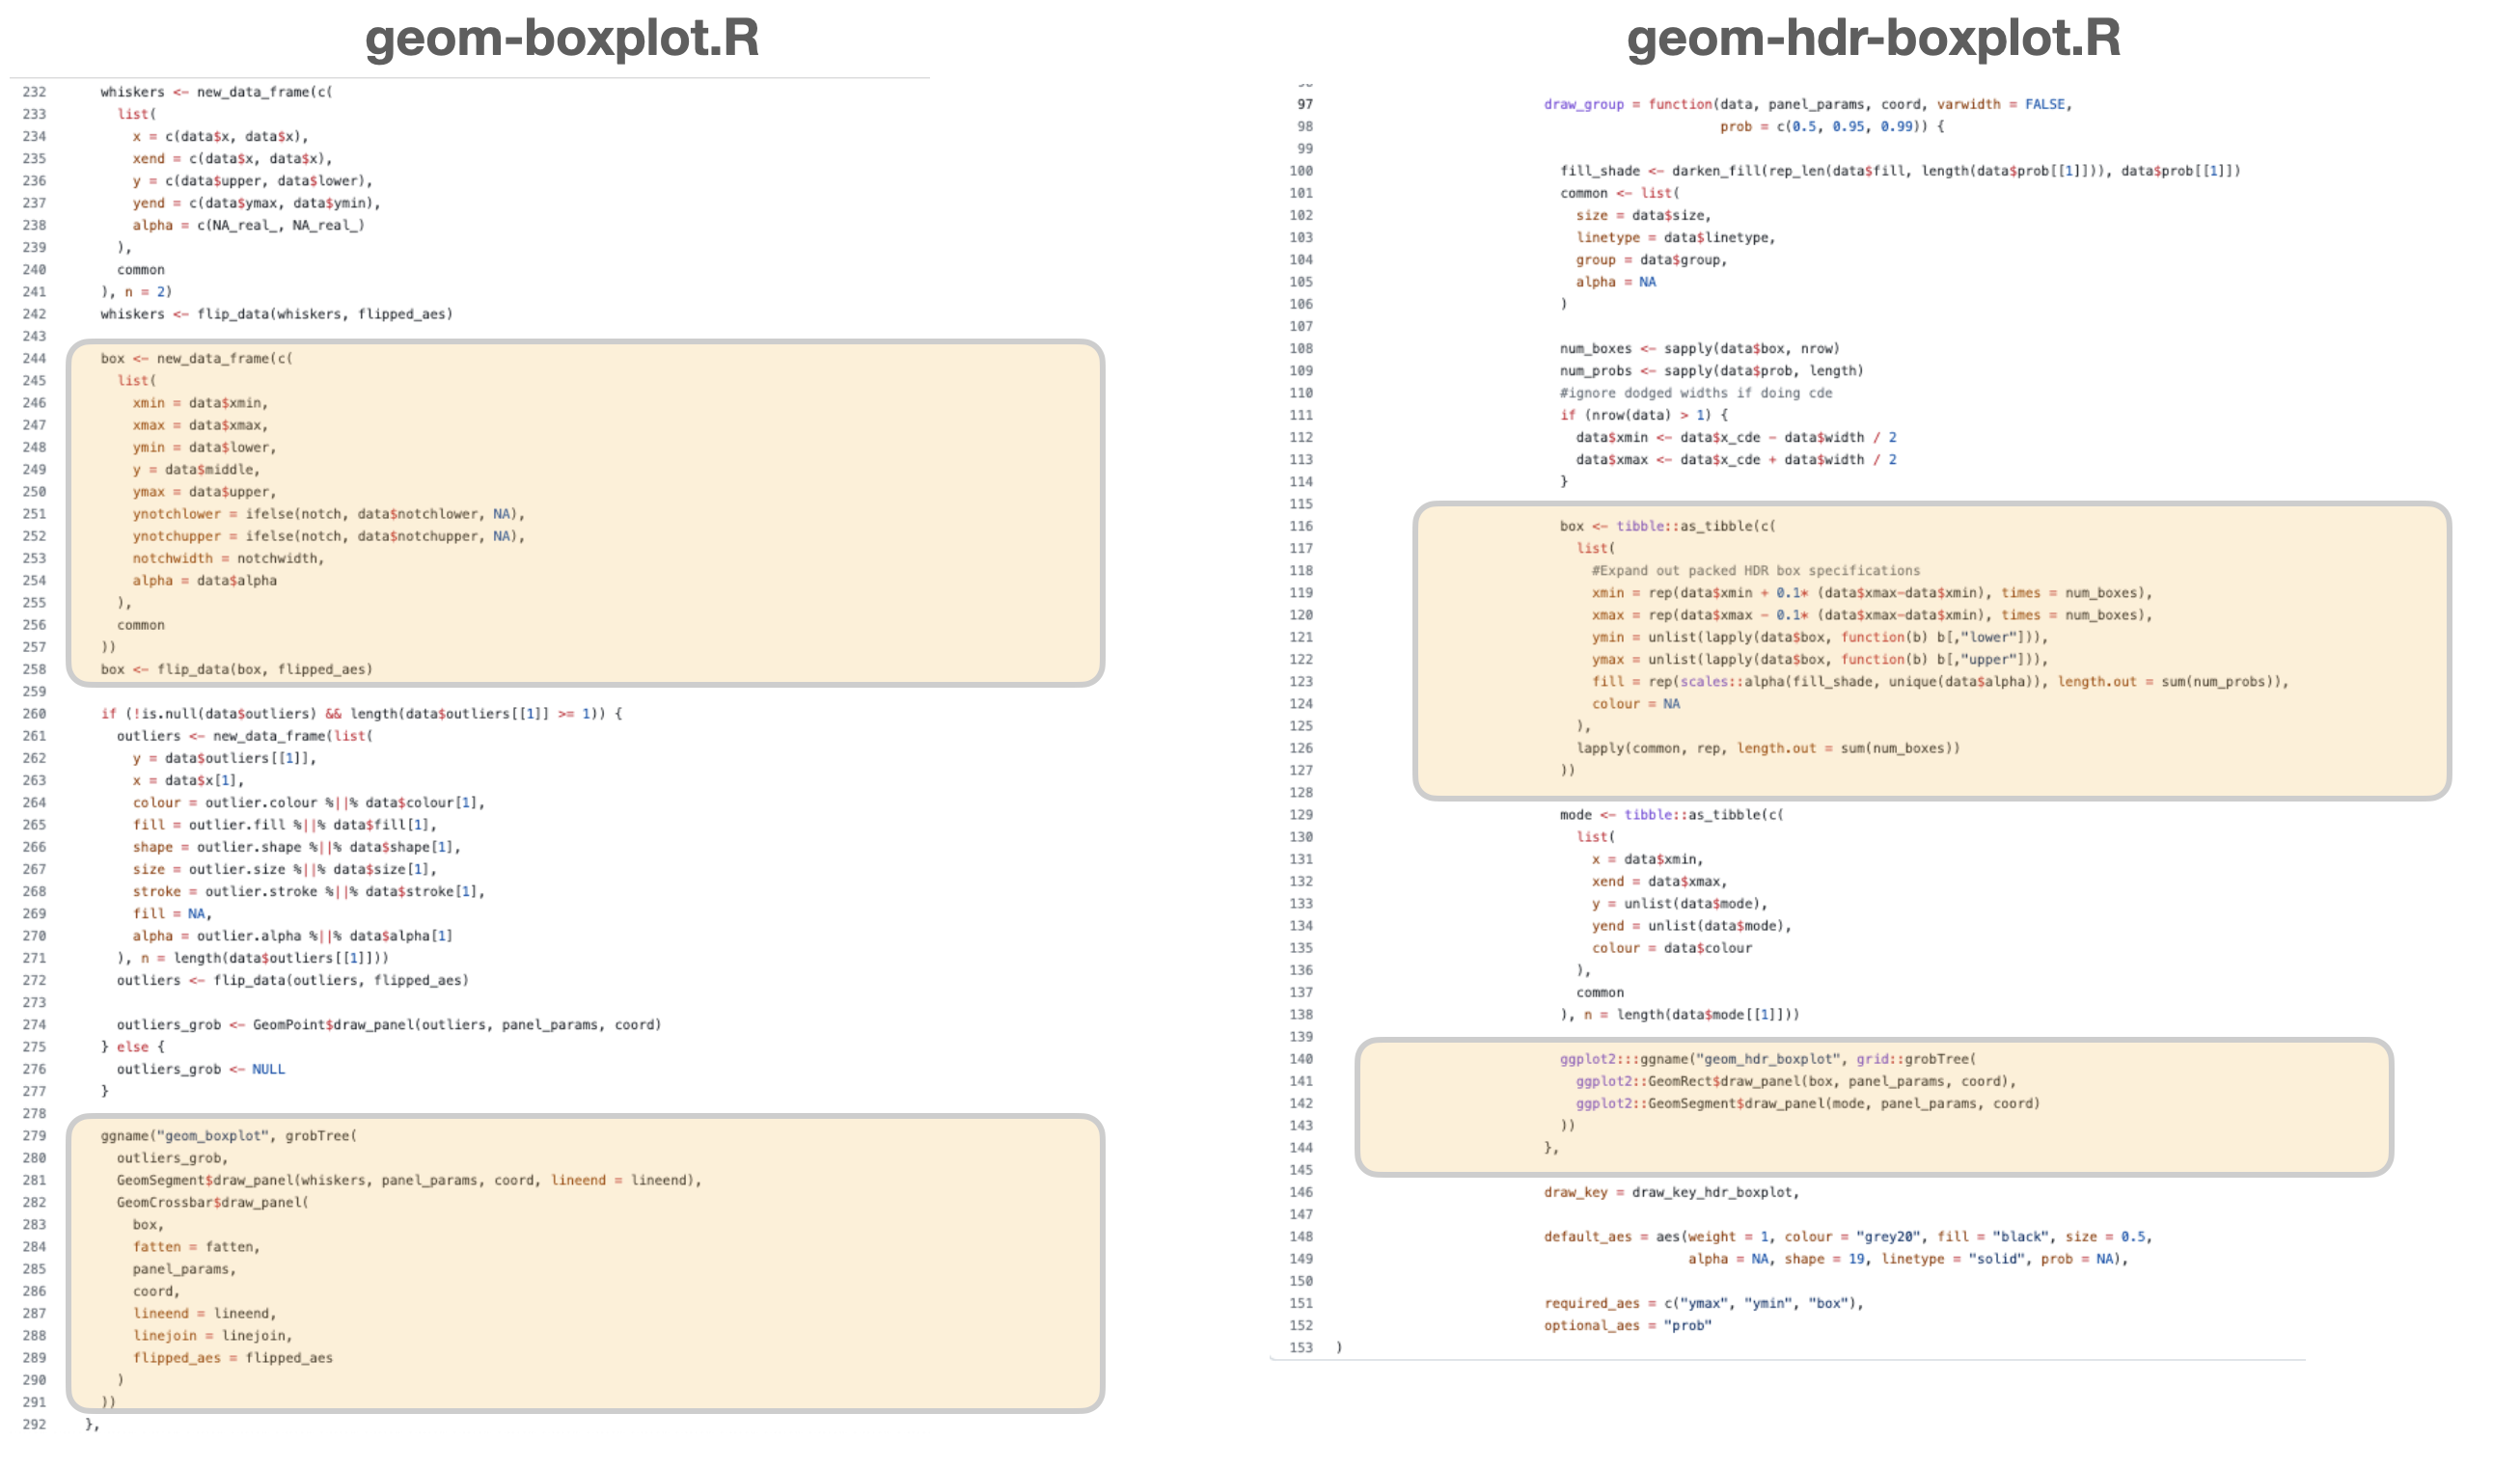 geom-boxplot.R
232 whiskers <- new_data_frame(c(
233 list(
234 x = c(data$x, data$x),
235 xend = c(data$x, data$x),
236 y = c(data$upper, data$lower),
237 yend = c(data$ymax, data$ymin),
238 alpha = c(NA_real_, NA_real_)
239 ),
240 common
241 ), n = 2)
242 whiskers <- flip_data(whiskers, flipped_aes)
243
244 box <- new_data_frame(c(
245 list(
246 xmin = data$xmin,
247 xmax = data$xmax,
248 ymin = data$lower,
249 y = data$middle,
250 ymax = data$upper,
251 ynotchlower = ifelse(notch, data$notchlower, NA),
252 ynotchupper = ifelse(notch, data$notchupper, NA),
253 notchwidth = notchwidth,
254 alpha = data$alpha
255 ),
256 common
257 ))
258 box <- flip_data(box, flipped_aes)
259
260 if (!is.null(data$outliers) && length(data$outliers[[1]] >= 1)) {
261 outliers <- new_data_frame(list(
262 y = data$outliers[[1]],
263 x = data$x[1],
264 colour = outlier.colour %||% data$colour[1],
265 fill = outlier.fill %||% data$fill[1],
266 shape = outlier.shape %||% data$shape[1],
267 size = outlier.size %||% data$size[1],
268 stroke = outlier.stroke %||% data$stroke[1],
269 fill = NA,
270 alpha = outlier.alpha %||% data$alpha[1]
271 ), n = length(data$outliers[[1]]))
272 outliers <- flip_data(outliers, flipped_aes)
273
274 outliers_grob <- GeomPoint$draw_panel(outliers, panel_params, coord)
275 } else {
276 outliers_grob <- NULL
277 }
278
279 ggname("geom_boxplot", grobTree(
280 outliers_grob,
281 GeomSegment$draw_panel(whiskers, panel_params, coord, lineend = lineend),
282 GeomCrossbar$draw_panel(
283 box,
284 fatten = fatten,
285 panel_params,
286 coord,
287 lineend = lineend,
288 linejoin = linejoin,
289 flipped_aes = flipped_aes
290 )
291 ))
292 },
geom-hdr-boxplot.R
97 draw_group = function(data, panel_params, coord, varwidth = FALSE,
98 prob = c(0.5, 0.95, 0.99)) {
99
100 fill_shade <- darken_fill(rep_len(data$fill, length(data$prob[[1]])), data$prob[[1]])
101 common <- list(
102 size = data$size,
103 linetype = data$linetype,
104 group = data$group,
105 alpha = NA
106 )
107
108 num_boxes <- sapply(data$box, nrow)
109 num_probs <- sapply(data$prob, length)
110 #ignore dodged widths if doing cde
111 if (nrow(data) > 1) {
112 data$xmin <- data$x_cde - data$width / 2
113 data$xmax <- data$x_cde + data$width / 2
114 }
115
116 box <- tibble::as_tibble(c(
117 list(
118 #Expand out packed HDR box specifications
119 xmin = rep(data$xmin + 0.1* (data$xmax-data$xmin), times = num_boxes),
120 xmax = rep(data$xmax - 0.1* (data$xmax-data$xmin), times = num_boxes),
121 ymin = unlist(lapply(data$box, function(b) b[,"lower"])),
122 ymax = unlist(lapply(data$box, function(b) b[,"upper"])),
123 fill = rep(scales::alpha(fill_shade, unique(data$alpha)), length.out = sum(num_probs)),
124 colour = NA
125 ),
126 lapply(common, rep, length.out = sum(num_boxes))
127 ))
128
129 mode <- tibble::as_tibble(c(
130 list(
131 x = data$xmin,
132 xend = data$xmax,
133 y = unlist(data$mode),
134 yend = unlist(data$mode),
135 colour = data$colour
136 ),
137 common
138 ), n = length(data$mode[[1]]))
139
140 ggplot2:::ggname("geom_hdr_boxplot", grid::grobTree(
141 ggplot2::GeomRect$draw_panel(box, panel_params, coord),
142 ggplot2::GeomSegment$draw_panel(mode, panel_params, coord)
143 ))
144 },
145
146 draw_key = draw_key_hdr_boxplot,
147
148 default_aes = aes(weight = 1, colour = "grey20", fill = "black", size = 0.5,
149 alpha = NA, shape = 19, linetype = "solid", prob = NA),
150
151 required_aes = c("ymax", "ymin", "box"),
152 optional_aes = "prob"
153 )